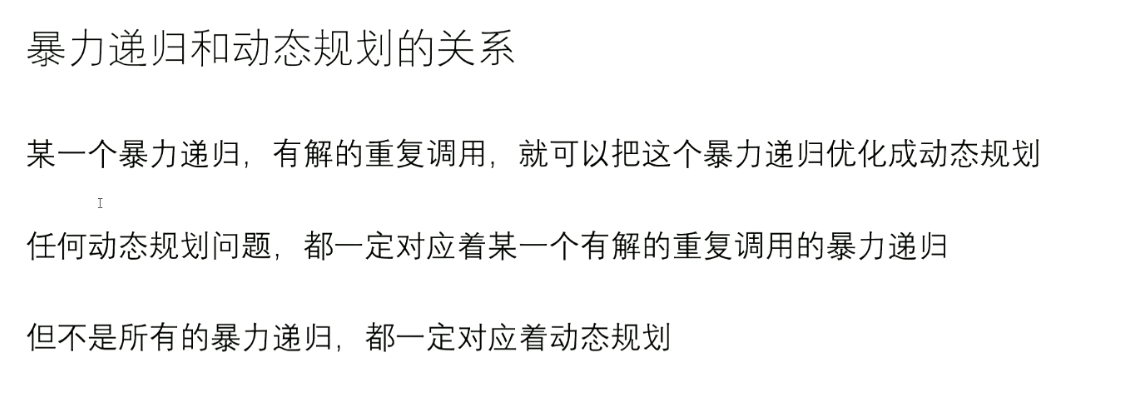 暴力递归和动态规划的关系
某一个暴力递归，有解的重复调用，就可以把这个暴力递归优化成动态规划
任何动态规划问题，都一定对应着某一个有解的重复调用的暴力递归
但不是所有的暴力递归，都一定对应着动态规划